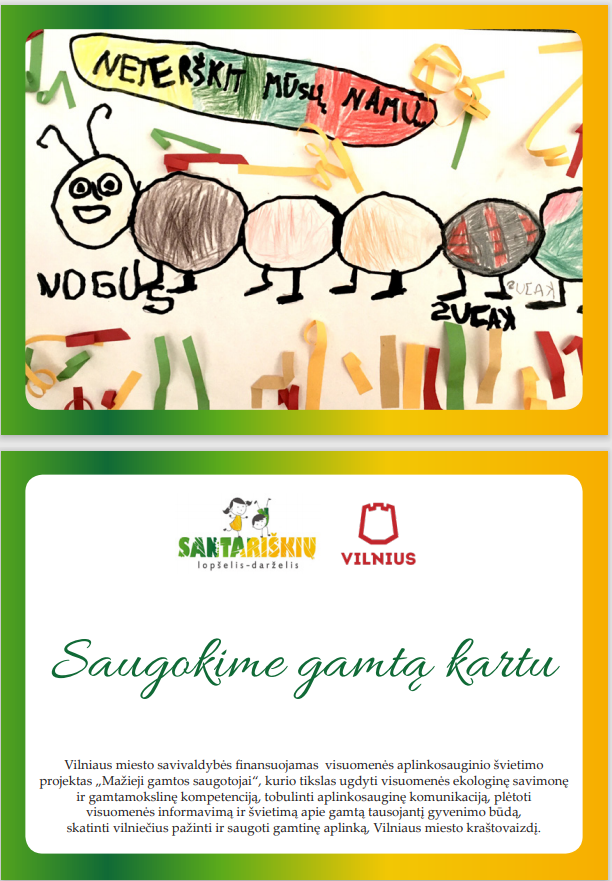 NETERŠKIT MŪSŲ NAMŲ
NOGUS
KAJUS
KAJUS
SANTARIŠKIŲ
lopšelis-darželis
VILNIUS
Saugokime gamtą kartu
Vilniaus miesto savivaldybės finansuojamas visuomenės aplinkosauginio švietimo
projektas „Mažieji gamtos saugotojai“, kurio tikslas ugdyti visuomenės ekologinę savimonę
ir gamtamokslinę kompetenciją, tobulinti aplinkosauginę komunikaciją, plėtoti
visuomenės informavimą ir švietimą apie gamtą tausojantį gyvenimo būdą,
skatinti vilniečius pažinti ir saugoti gamtinę aplinką, Vilniaus miesto kraštovaizdį.